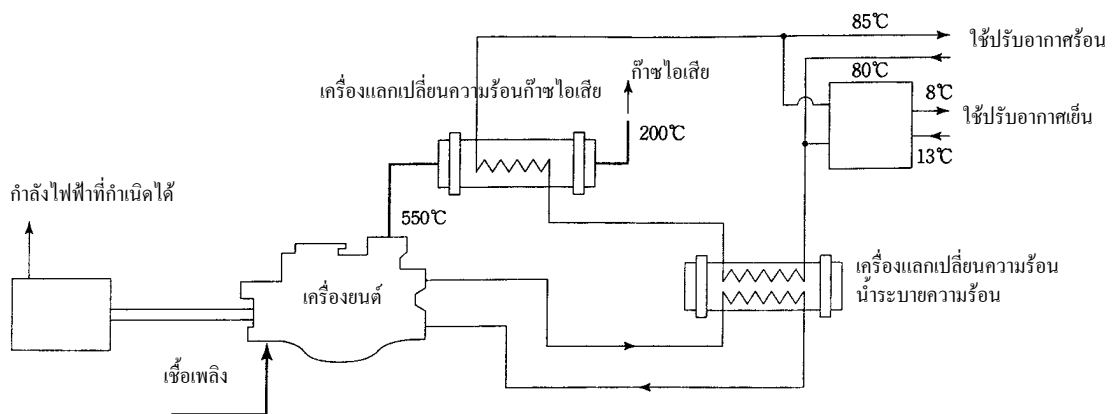 85℃
ใช้ปรับอากาศร้อน
80℃
ก๊าซไอเสีย
เครื่องแลกเปลี่ยนความร้อนก๊าซไอเสีย
8℃
ใช้ปรับอากาศเย็น
200℃
13℃
กำลังไฟฟ้าที่กำเนิดได้
550℃
เครื่องแลกเปลี่ยนความร้อน
น้ำระบายความร้อน
เครื่องยนต์
เชื้อเพลิง